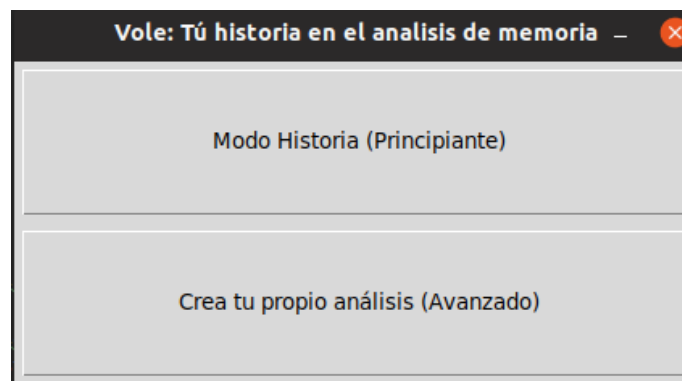 Vole: Tú historia en el analisis de memoria
Modo Historia (Principiante)
Crea tu propio análisis (Avanzado)